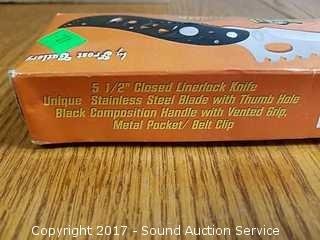 by Frost Cutlery
5 1/2" Closed Linerlock Knife
Unique Stainless Steel Blade with Thumb Hole
Black Composition Handle with Vented Grip,
Metal Pocket/ Belt Clip
Copyright 2017 - Sound Auction Service